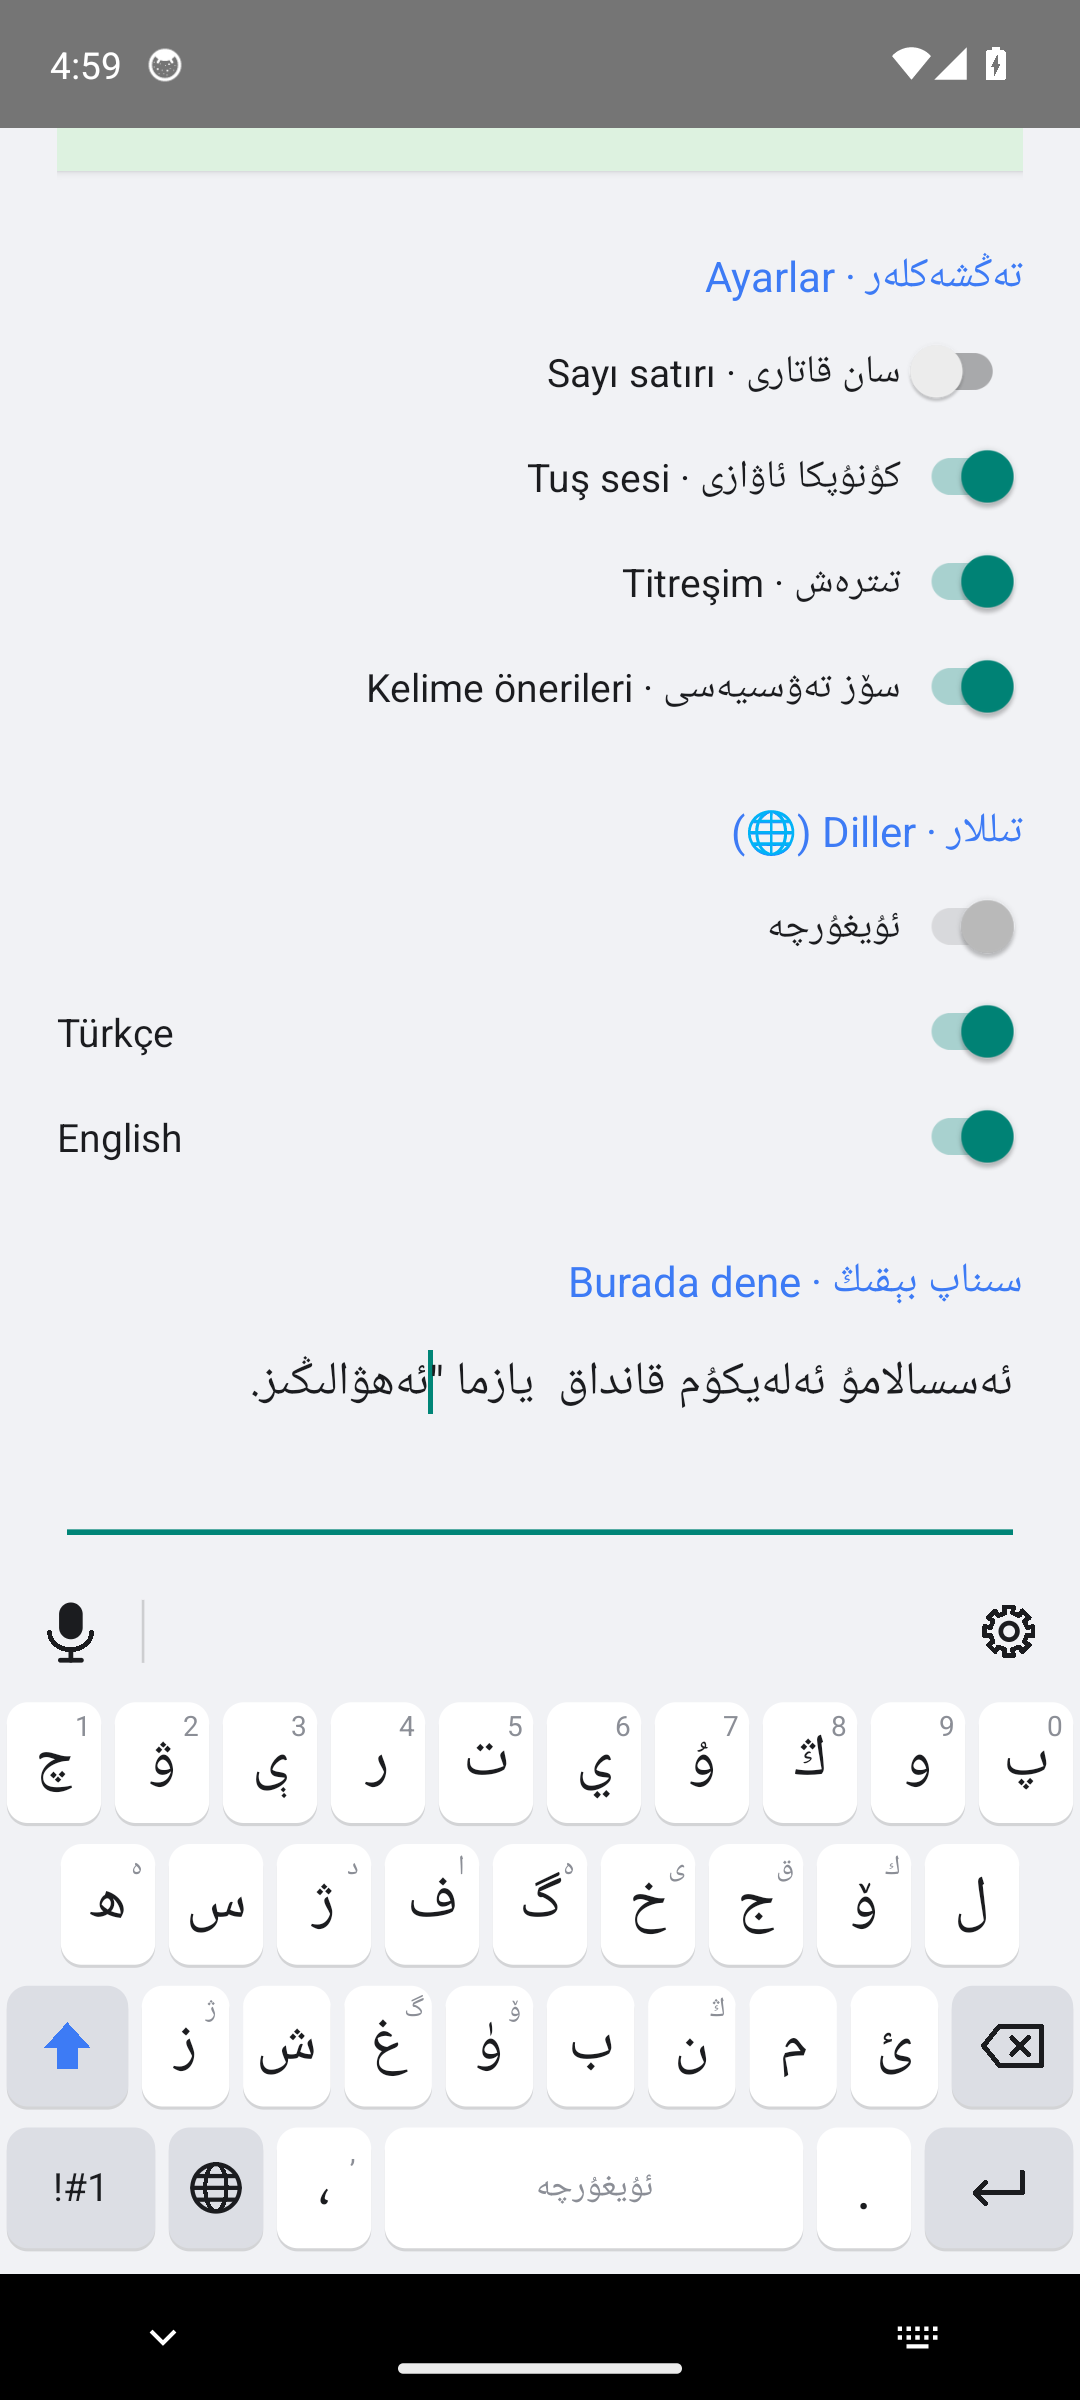 4:59
تەڭشەكلەر · Ayarlar
سان قاتارى · Sayı satırı
كۇنۇپكا ئاۋازى · Tuş sesi
تىترەش · Titreşim
سۆز تەۋسىيەسى · Kelime önerileri
تىللار · Diller (🌐)
ئۇيغۇرچە
Türkçe
English
سىناپ بېقىڭ · Burada dene
ئەسسالامۇ ئەلەيكۇم قانداق  يازما "ئەھۋالىڭىز.
چ 1 ۋ 2 ې 3 ر 4 ت 5 ي 6 ۇ 7 ڭ 8 و 9 پ 0
ھ ە س ژ د ف ا گ ە خ ى ج ق ۆ ك ل
ز ژ ش غ گ ۈ ۆ ب ن ڭ م ئ
!#1 ، ٬ ئۇيغۇرچە .